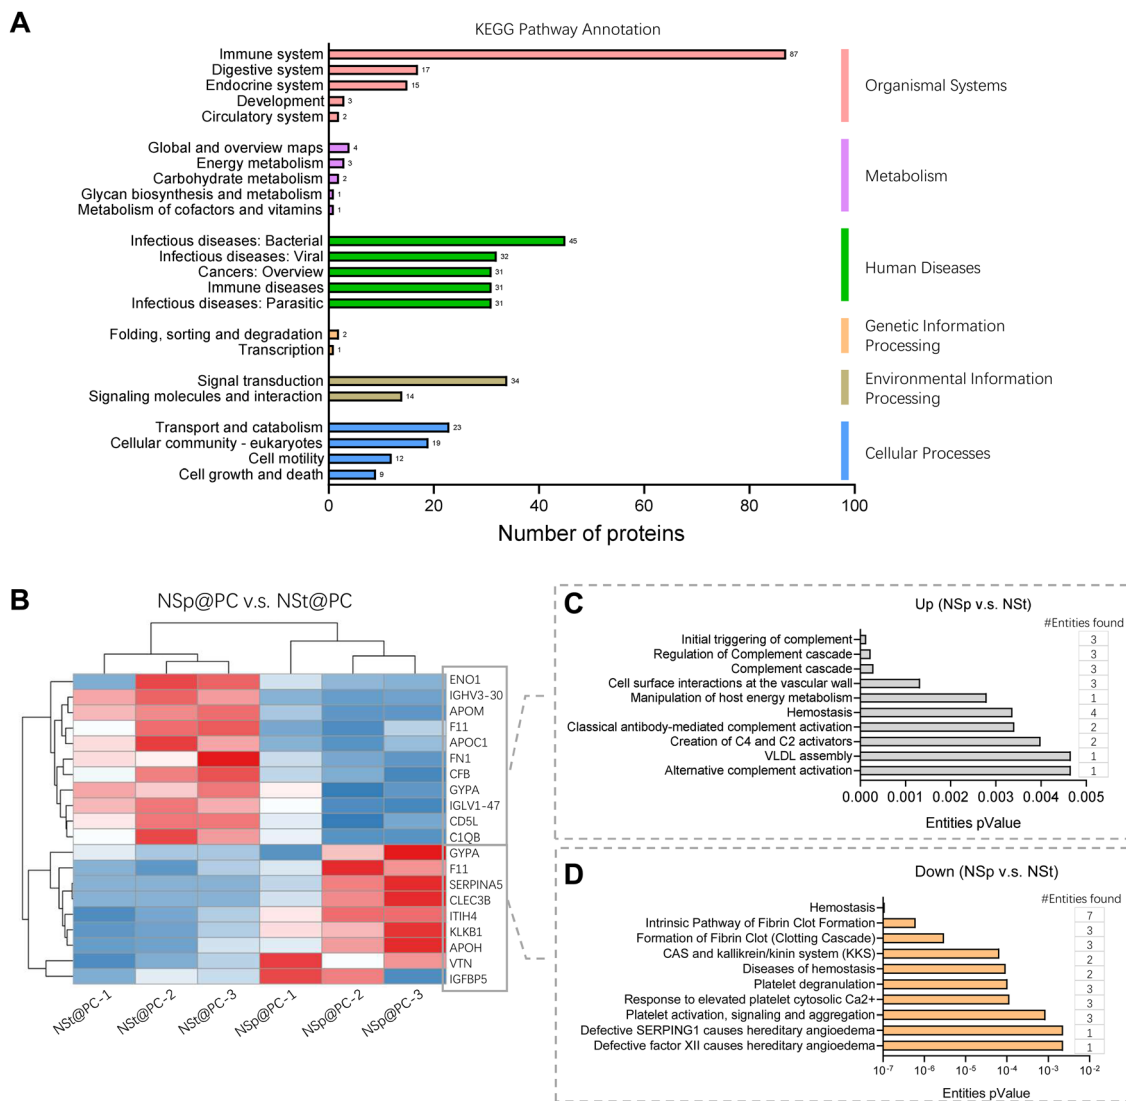 A
KEGG Pathway Annotation
Immune system 87
Digestive system 17
Endocrine system 15
Development 3
Circulatory system 2
Organismal Systems
Global and overview maps 4
Energy metabolism 3
Carbohydrate metabolism 2
Glycan biosynthesis and metabolism 1
Metabolism of cofactors and vitamins 1
Metabolism
Infectious diseases: Bacterial 45
Infectious diseases: Viral 32
Cancers: Overview 31
Immune diseases 31
Infectious diseases: Parasitic 31
Human Diseases
Folding, sorting and degradation 2
Transcription 1
Genetic Information
Processing
Signal transduction 34
Signaling molecules and interaction 14
Environmental Information
Processing
Transport and catabolism 23
Cellular community - eukaryotes 19
Cell motility 12
Cell growth and death 9
Cellular Processes
0 20 40 60 80 100
Number of proteins
B
NSp@PC v.s. NSt@PC
ENO1
IGHV3-30
APOM
F11
APOC1
FN1
CFB
GYPA
IGLV1-47
CD5L
C1QB
GYPA
F11
SERPINA5
CLEC3B
ITIH4
KLKB1
APOH
VTN
IGFBP5
NSt@PC-1 NSt@PC-2 NSt@PC-3 NSp@PC-1 NSp@PC-2 NSp@PC-3
C
Up (NSp v.s. NSt)
#Entities found
Initial triggering of complement 3
Regulation of Complement cascade 3
Complement cascade 3
Cell surface interactions at the vascular wall 3
Manipulation of host energy metabolism 1
Hemostasis 4
Classical antibody-mediated complement activation 2
Creation of C4 and C2 activators 2
VLDL assembly 1
Alternative complement activation 1
0.000 0.001 0.002 0.003 0.004 0.005
Entities pValue
D
Down (NSp v.s. NSt)
#Entities found
Hemostasis 7
Intrinsic Pathway of Fibrin Clot Formation 3
Formation of Fibrin Clot (Clotting Cascade) 3
CAS and kallikrein/kinin system (KKS) 2
Diseases of hemostasis 2
Platelet degranulation 3
Response to elevated platelet cytosolic Ca2+ 3
Platelet activation, signaling and aggregation 3
Defective SERPING1 causes hereditary angioedema 1
Defective factor XII causes hereditary angioedema 1
10⁻⁷ 10⁻⁶ 10⁻⁵ 10⁻⁴ 10⁻³ 10⁻²
Entities pValue